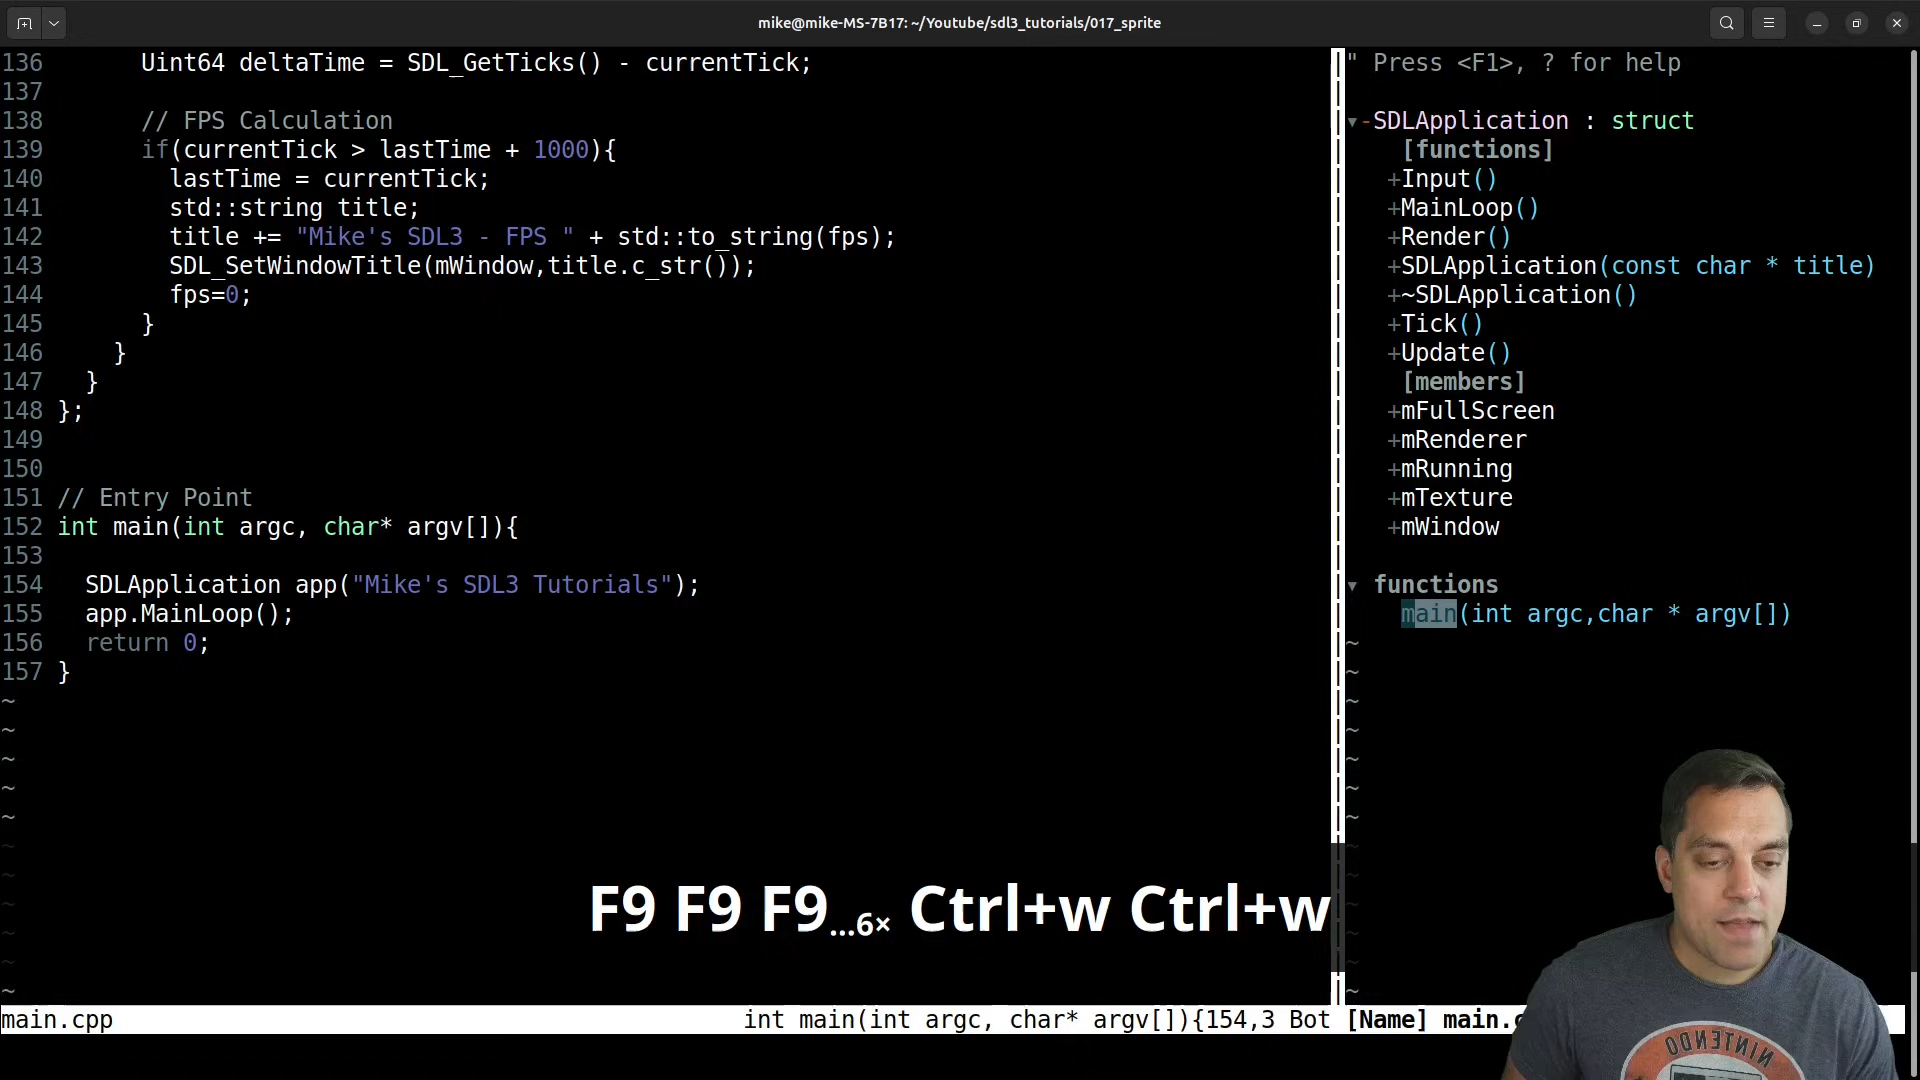 mike@mike-MS-7B17: ~/Youtube/sdl3_tutorials/017_sprite
136 Uint64 deltaTime = SDL_GetTicks() - currentTick;
137
138 // FPS Calculation
139 if(currentTick > lastTime + 1000){
140 lastTime = currentTick;
141 std::string title;
142 title += "Mike's SDL3 - FPS " + std::to_string(fps);
143 SDL_SetWindowTitle(mWindow,title.c_str());
144 fps=0;
145 }
146 }
147 }
148 };
149
150
151 // Entry Point
152 int main(int argc, char* argv[]){
153
154 SDLApplication app("Mike's SDL3 Tutorials");
155 app.MainLoop();
156 return 0;
157 }
~
~
~
~
~
~
~
~
~
~
~
" Press <F1>, ? for help
▾-SDLApplication : struct
[functions]
+Input()
+MainLoop()
+Render()
+SDLApplication(const char * title)
+~SDLApplication()
+Tick()
+Update()
[members]
+mFullScreen
+mRenderer
+mRunning
+mTexture
+mWindow
▾ functions
main(int argc,char * argv[])
~
~
~
~
~
~
~
~
~
~
~
~
~
F9 F9 F9...6× Ctrl+w Ctrl+w
main.cpp int main(int argc, char* argv[]){154,3 Bot [Name] main.c
NINTENDO